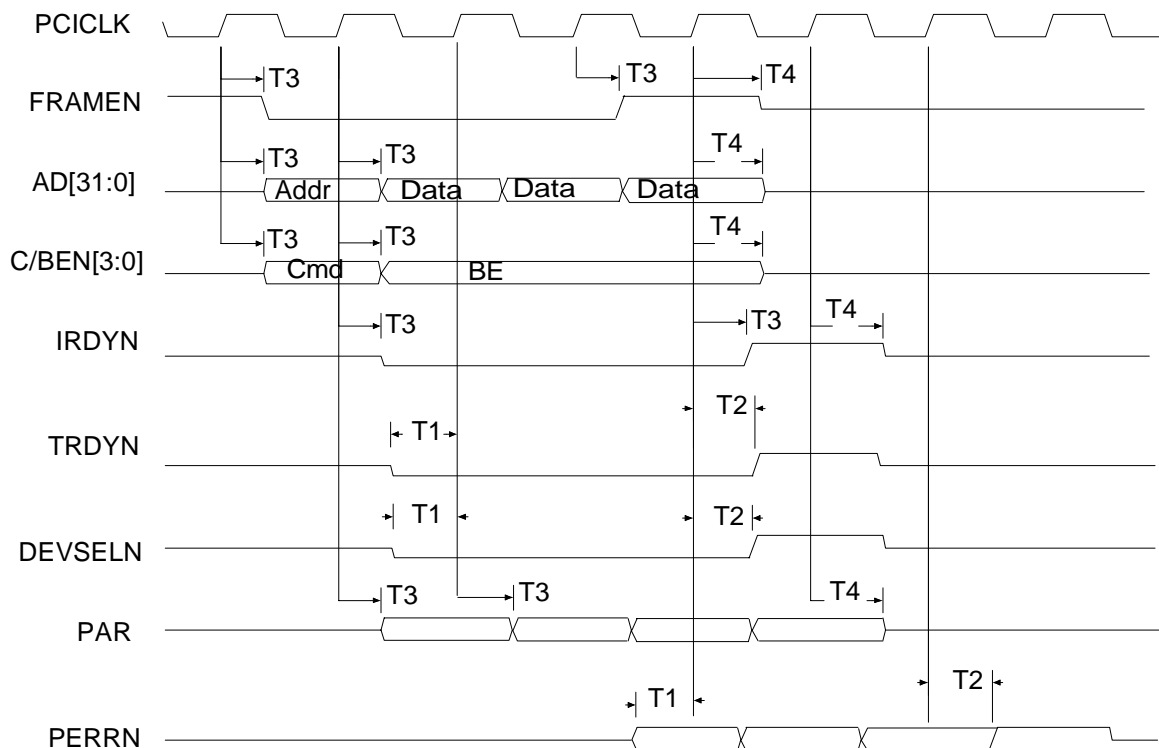 PCICLK
T3 T3 T4
FRAMEN
T3 T3 T4
AD[31:0] Addr Data Data Data
T3 T3 T4
C/BEN[3:0] Cmd BE
T3 T3 T4
IRDYN
T2
T1
TRDYN
T1 T2
DEVSELN
T3 T3 T4
PAR
T1 T2
PERRN